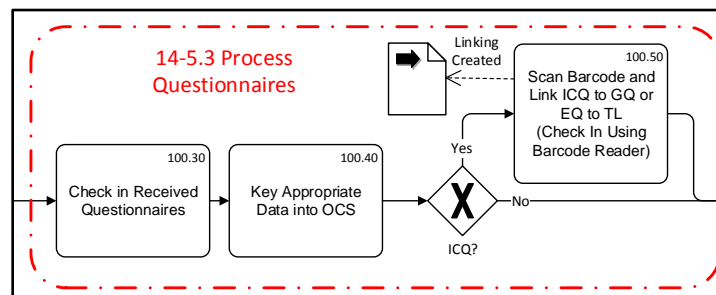 14-5.3 Process
Questionnaires
Linking
Created
100.50
Scan Barcode and
Link ICQ to GQ or
EQ to TL
(Check In Using
Barcode Reader)
100.30
Check in Received
Questionnaires
100.40
Key Appropriate
Data into OCS
Yes
X
No
ICQ?